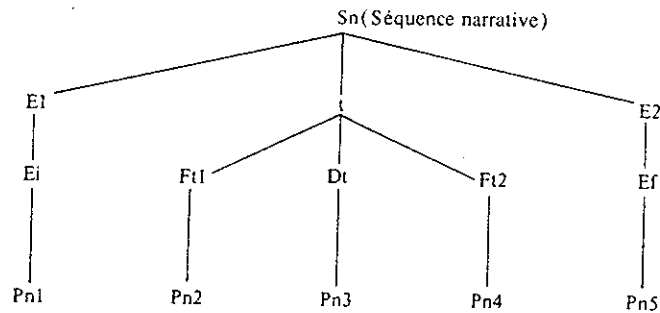 Sn(Séquence narrative)
E1
t
E2
Ei
Ft1
Dt
Ft2
Ef
Pn1
Pn2
Pn3
Pn4
Pn5